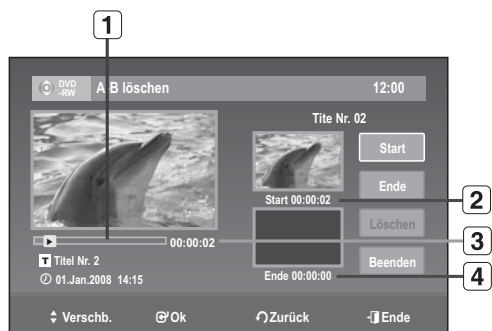 1
DVD -RW A-B löschen 12:00
Tite Nr. 02
Start
Ende
Start 00:00:02
2
Löschen
00:00:02
3
T Titel Nr. 2
Beenden
Ende 00:00:00
4
01.Jan.2008 14:15
Verschb. Ok Zurück Ende